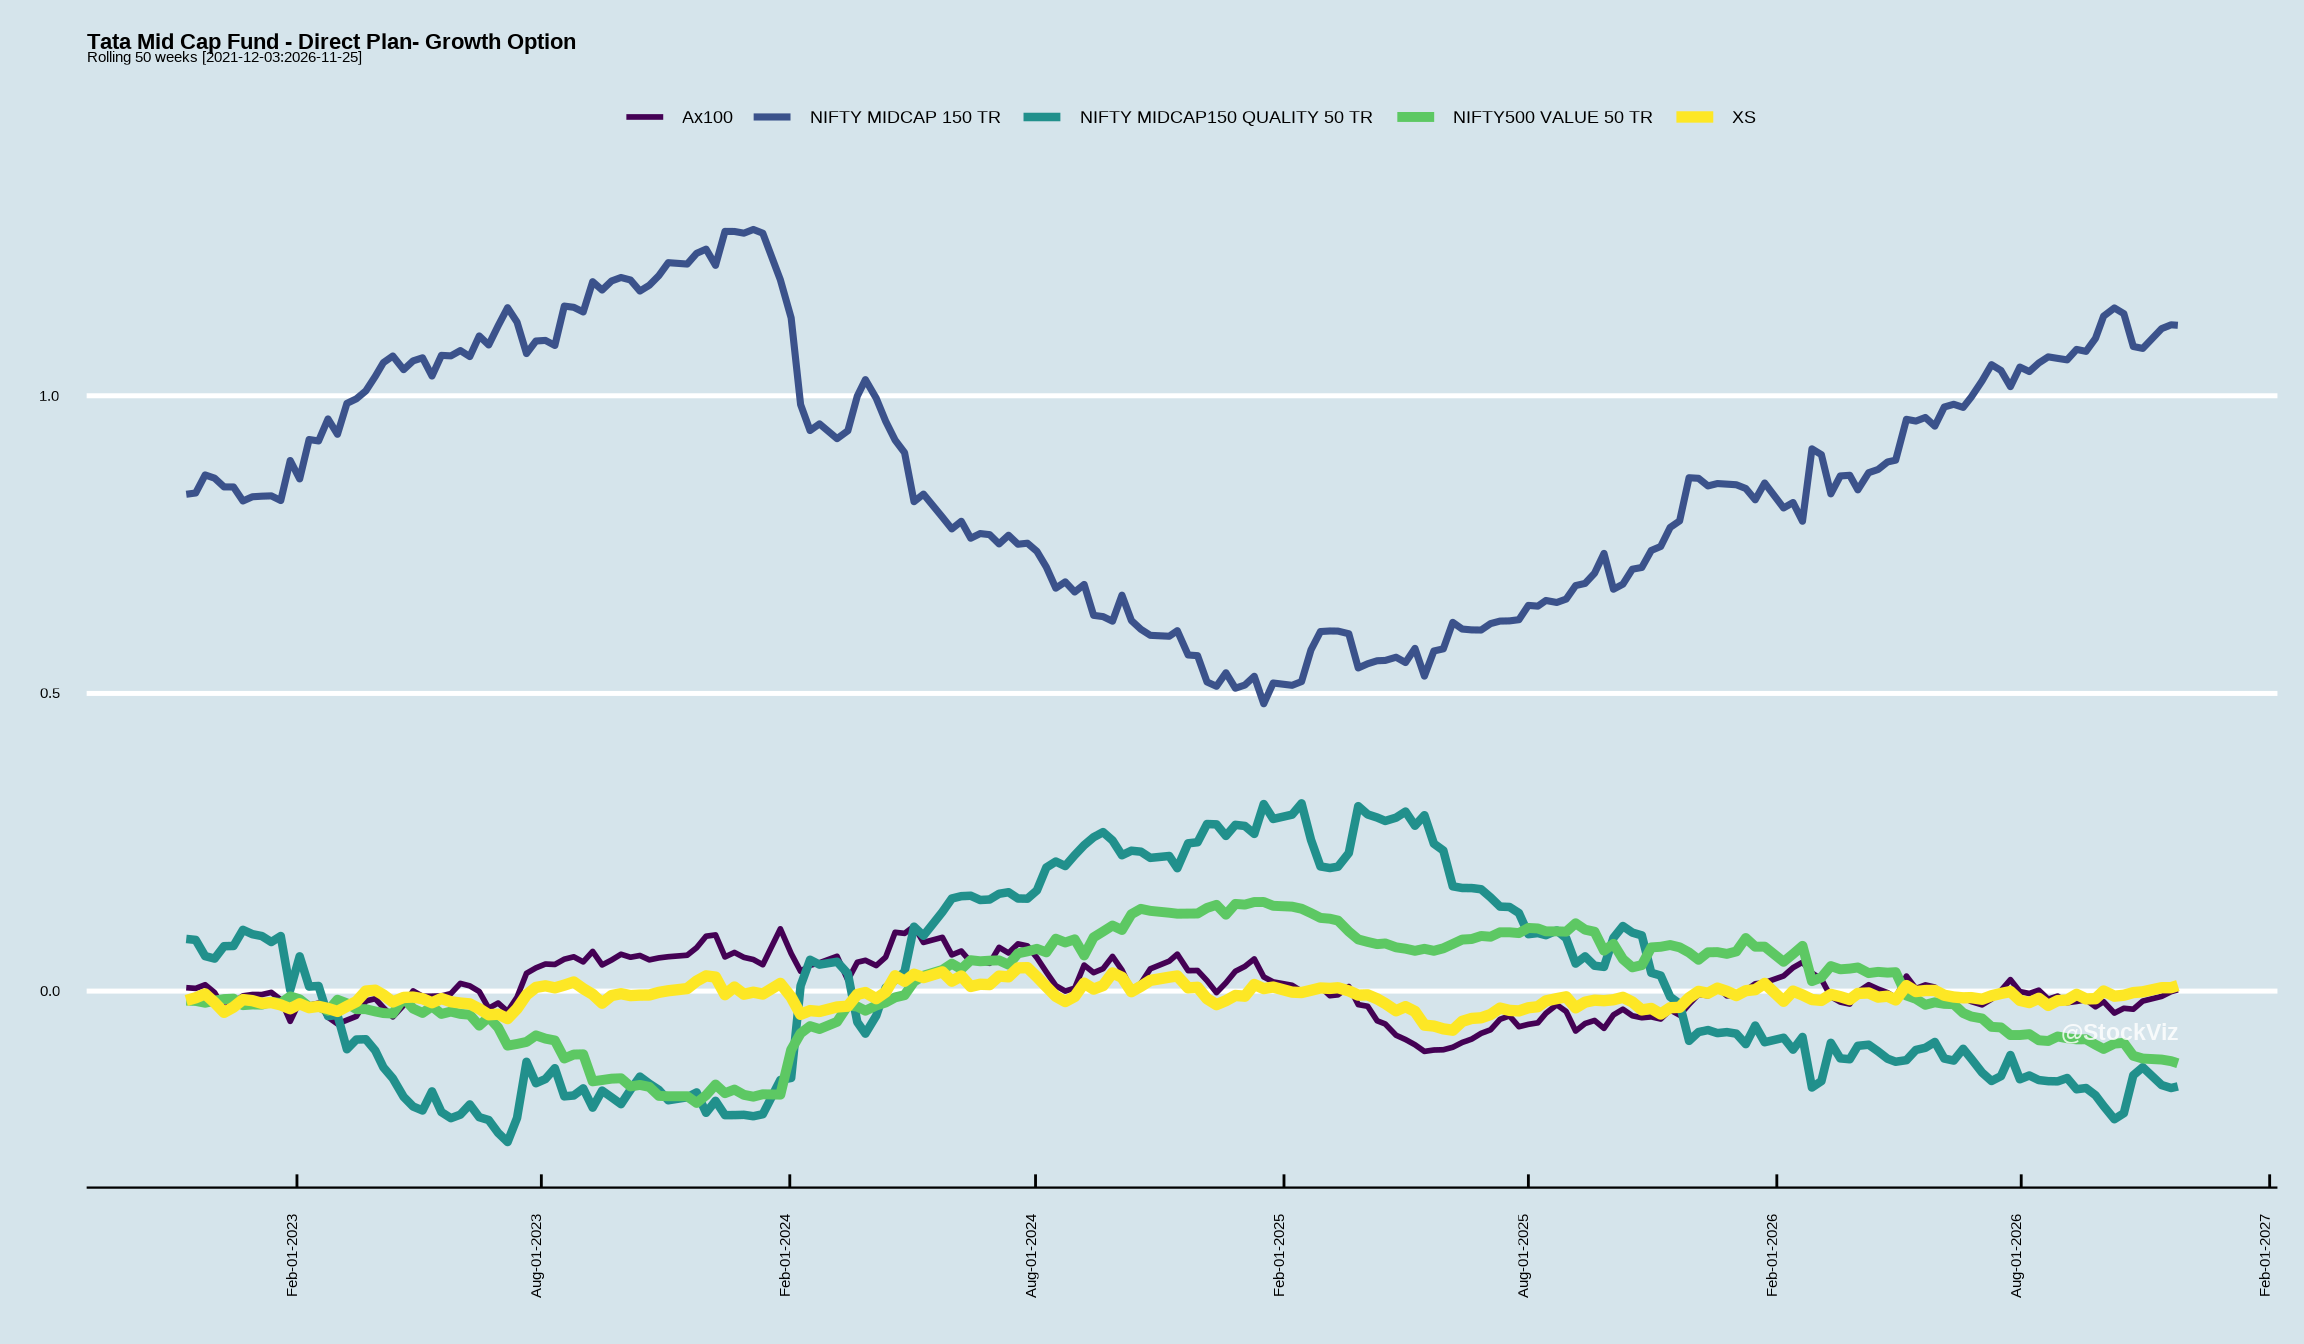 Tata Mid Cap Fund - Direct Plan- Growth Option
Rolling 50 weeks [2021-12-03:2026-11-25]
Ax100 NIFTY MIDCAP 150 TR NIFTY MIDCAP150 QUALITY 50 TR NIFTY500 VALUE 50 TR XS
1.0
0.5
0.0
@StockViz
Feb-01-2023
Aug-01-2023
Feb-01-2024
Aug-01-2024
Feb-01-2025
Aug-01-2025
Feb-01-2026
Aug-01-2026
Feb-01-2027